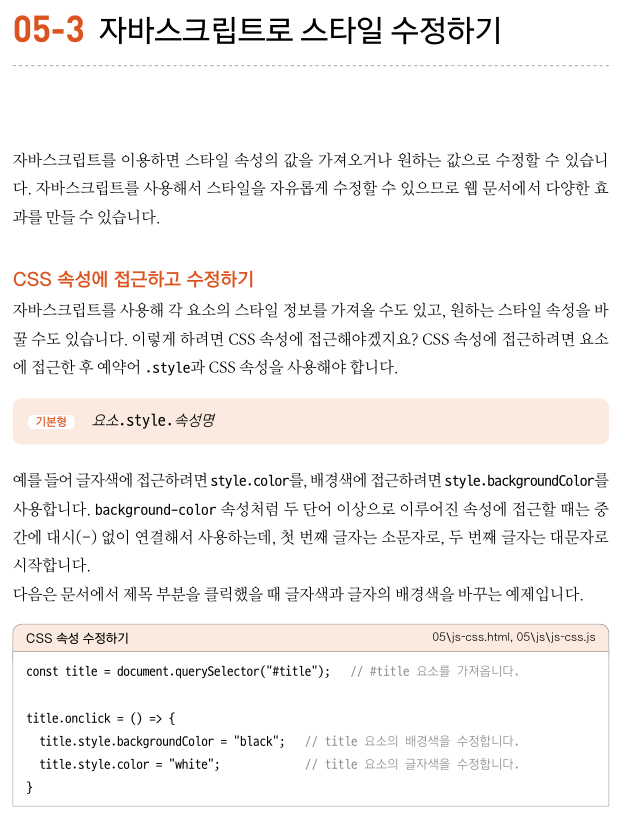 05-3 자바스크립트로 스타일 수정하기
자바스크립트를 이용하면 스타일 속성의 값을 가져오거나 원하는 값으로 수정할 수 있습니
다. 자바스크립트를 사용해서 스타일을 자유롭게 수정할 수 있으므로 웹 문서에서 다양한 효
과를 만들 수 있습니다.
CSS 속성에 접근하고 수정하기
자바스크립트를 사용해 각 요소의 스타일 정보를 가져올 수도 있고, 원하는 스타일 속성을 바
꿀 수도 있습니다. 이렇게 하려면 CSS 속성에 접근해야겠지요? CSS 속성에 접근하려면 요소
에 접근한 후 예약어 .style과 CSS 속성을 사용해야 합니다.
기본형 요소.style.속성명
예를 들어 글자색에 접근하려면 style.color를, 배경색에 접근하려면 style.backgroundColor를
사용합니다. background-color 속성처럼 두 단어 이상으로 이루어진 속성에 접근할 때는 중
간에 대시(-) 없이 연결해서 사용하는데, 첫 번째 글자는 소문자로, 두 번째 글자는 대문자로
시작합니다.
다음은 문서에서 제목 부분을 클릭했을 때 글자색과 글자의 배경색을 바꾸는 예제입니다.
CSS 속성 수정하기 05\js-css.html, 05\js\js-css.js
const title = document.querySelector("#title"); // #title 요소를 가져옵니다.
title.onclick = () => {
title.style.backgroundColor = "black"; // title 요소의 배경색을 수정합니다.
title.style.color = "white"; // title 요소의 글자색을 수정합니다.
}